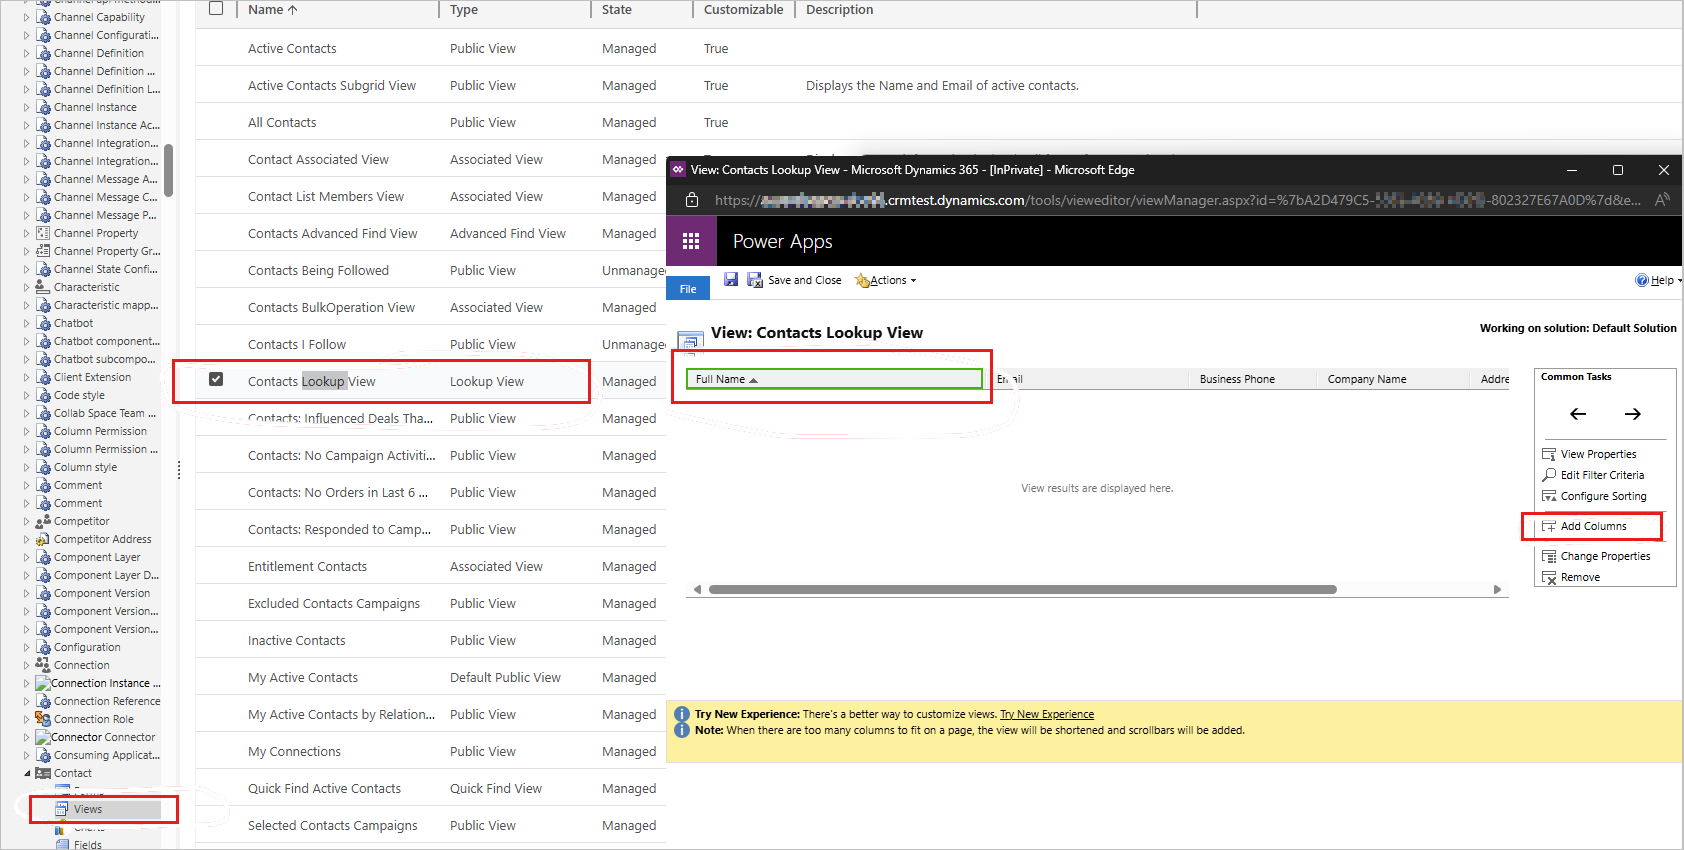 Channel Capability
Channel Configurati...
Channel Definition
Channel Definition ...
Channel Definition L...
Channel Instance
Channel Instance Ac...
Channel Integration...
Channel Integration...
Channel Message A...
Channel Message C...
Channel Message P...
Channel Property
Channel Property Gr...
Channel State Confi...
Characteristic
Characteristic mapp...
Chatbot
Chatbot component...
Chatbot subcompo...
Client Extension
Code style
Collab Space Team ...
Column Permission
Column Permission ...
Column style
Comment
Comment
Competitor
Competitor Address
Component Layer
Component Layer D...
Component Version
Component Version...
Component Version...
Configuration
Connection
Connection Instance ...
Connection Reference
Connection Role
Connector Connector
Consuming Applicat...
Contact
Views
Charts
Fields
Name Type State Customizable Description
Active Contacts Public View Managed True
Active Contacts Subgrid View Public View Managed True Displays the Name and Email of active contacts.
All Contacts Public View Managed True
Contact Associated View Associated View Managed
Contact List Members View Associated View Managed
Contacts Advanced Find View Advanced Find View Managed
Contacts Being Followed Public View Unmanage
Contacts BulkOperation View Associated View Managed
Contacts I Follow Public View Unmanage
Contacts Lookup View Lookup View Managed
Contacts: Influenced Deals Tha... Public View Managed
Contacts: No Campaign Activiti... Public View Managed
Contacts: No Orders in Last 6 ... Public View Managed
Contacts: Responded to Camp... Public View Managed
Entitlement Contacts Associated View Managed
Excluded Contacts Campaigns Public View Managed
Inactive Contacts Public View Managed
My Active Contacts Default Public View Managed
My Active Contacts by Relation... Public View Managed
My Connections Public View Managed
Quick Find Active Contacts Quick Find View Managed
Selected Contacts Campaigns Public View Managed
View: Contacts Lookup View - Microsoft Dynamics 365 - [InPrivate] - Microsoft Edge
https:// .crmtest.dynamics.com/tools/vieweditor/viewManager.aspx?id=%7bA2D479C5- -802327E67A0D%7d&e...
Power Apps
File Save and Close Actions Help
View: Contacts Lookup View
Working on solution: Default Solution
Full Name Email Business Phone Company Name Addre
View results are displayed here.
Common Tasks
View Properties
Edit Filter Criteria
Configure Sorting
Add Columns
Change Properties
Remove
Try New Experience: There's a better way to customize views. Try New Experience
Note: When there are too many columns to fit on a page, the view will be shortened and scrollbars will be added.